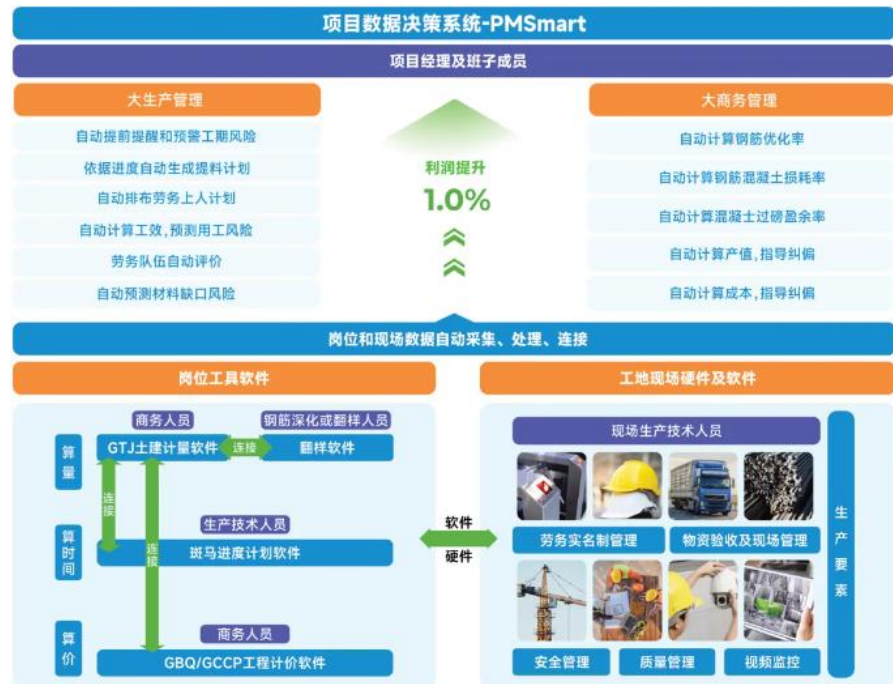 项目数据决策系统-PMSmart
项目经理及班子成员
大生产管理
自动提前提醒和预警工期风险
依据进度自动生成提料计划
自动排布劳务上人计划
自动计算工效,预测用工风险
劳务队伍自动评价
自动预测材料缺口风险
利润提升
1.0%
大商务管理
自动计算钢筋优化率
自动计算钢筋混凝土损耗率
自动计算混凝土过磅盈余率
自动计算产值,指导纠偏
自动计算成本,指导纠偏
岗位和现场数据自动采集、处理、连接
岗位工具软件
算量
商务人员
钢筋深化或翻样人员
GTJ土建计量软件
连接
翻样软件
连接
连接
算时间
生产技术人员
斑马进度计划软件
算价
商务人员
GBQ/GCCP工程计价软件
软件
硬件
工地现场硬件及软件
现场生产技术人员
劳务实名制管理
物资验收及现场管理
安全管理
质量管理
视频监控
生产要素